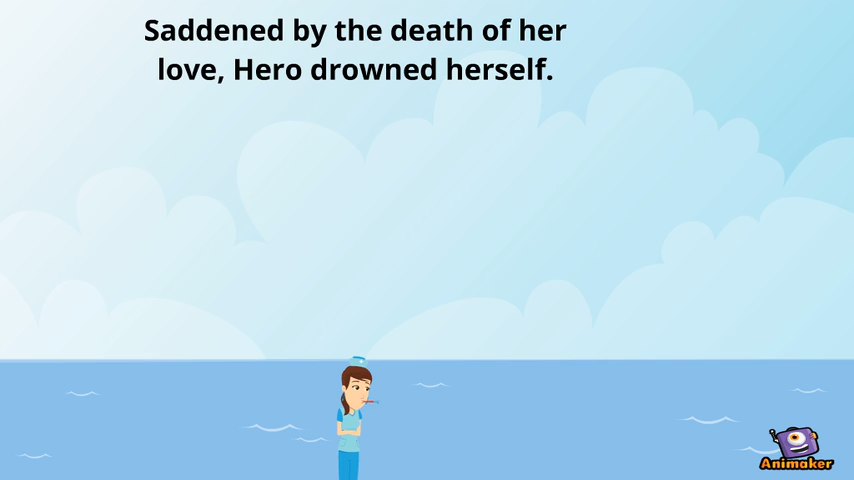 Saddened by the death of her
love, Hero drowned herself.
Animaker